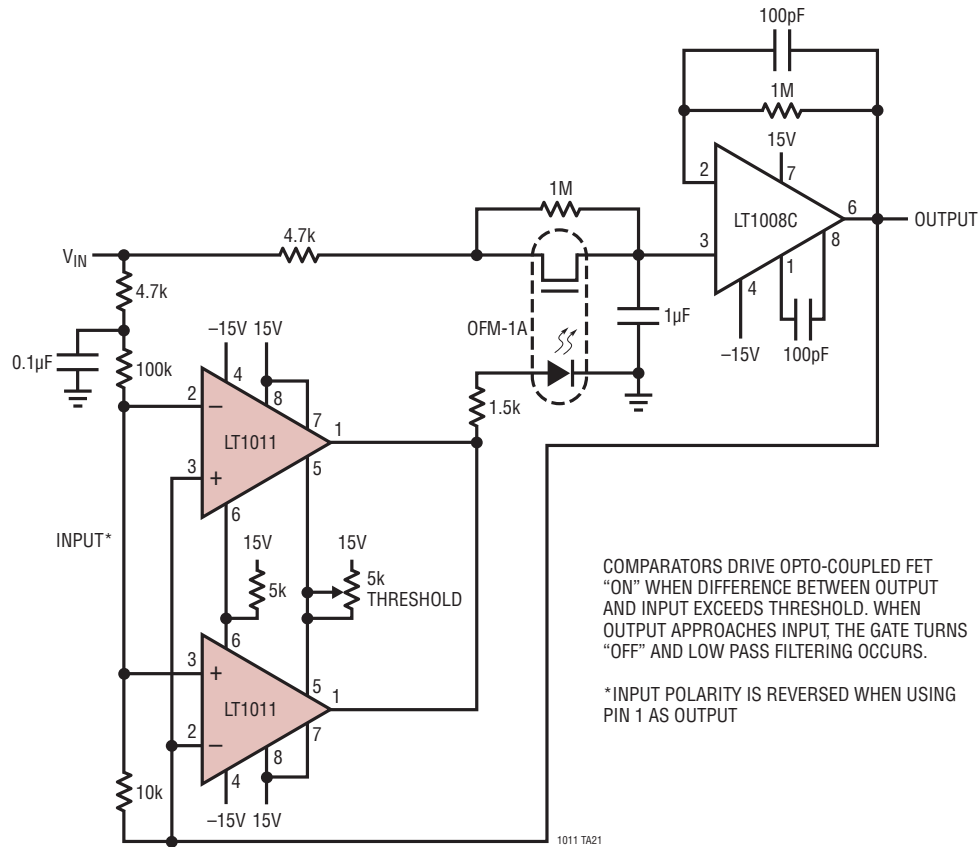 100pF
1M
15V
2
7
LT1008C
6
OUTPUT
3
8
1
4
–15V
100pF
1M
VIN
4.7k
4.7k
OFM-1A
1µF
0.1µF
100k
–15V 15V
4
8
2
–
7
LT1011
1
3
+
5
6
1.5k
INPUT*
15V
5k
15V
5k
THRESHOLD
6
3
+
5
LT1011
1
2
–
7
8
4
10k
–15V 15V
COMPARATORS DRIVE OPTO-COUPLED FET
“ON” WHEN DIFFERENCE BETWEEN OUTPUT
AND INPUT EXCEEDS THRESHOLD. WHEN
OUTPUT APPROACHES INPUT, THE GATE TURNS
“OFF” AND LOW PASS FILTERING OCCURS.
*INPUT POLARITY IS REVERSED WHEN USING
PIN 1 AS OUTPUT
1011 TA21